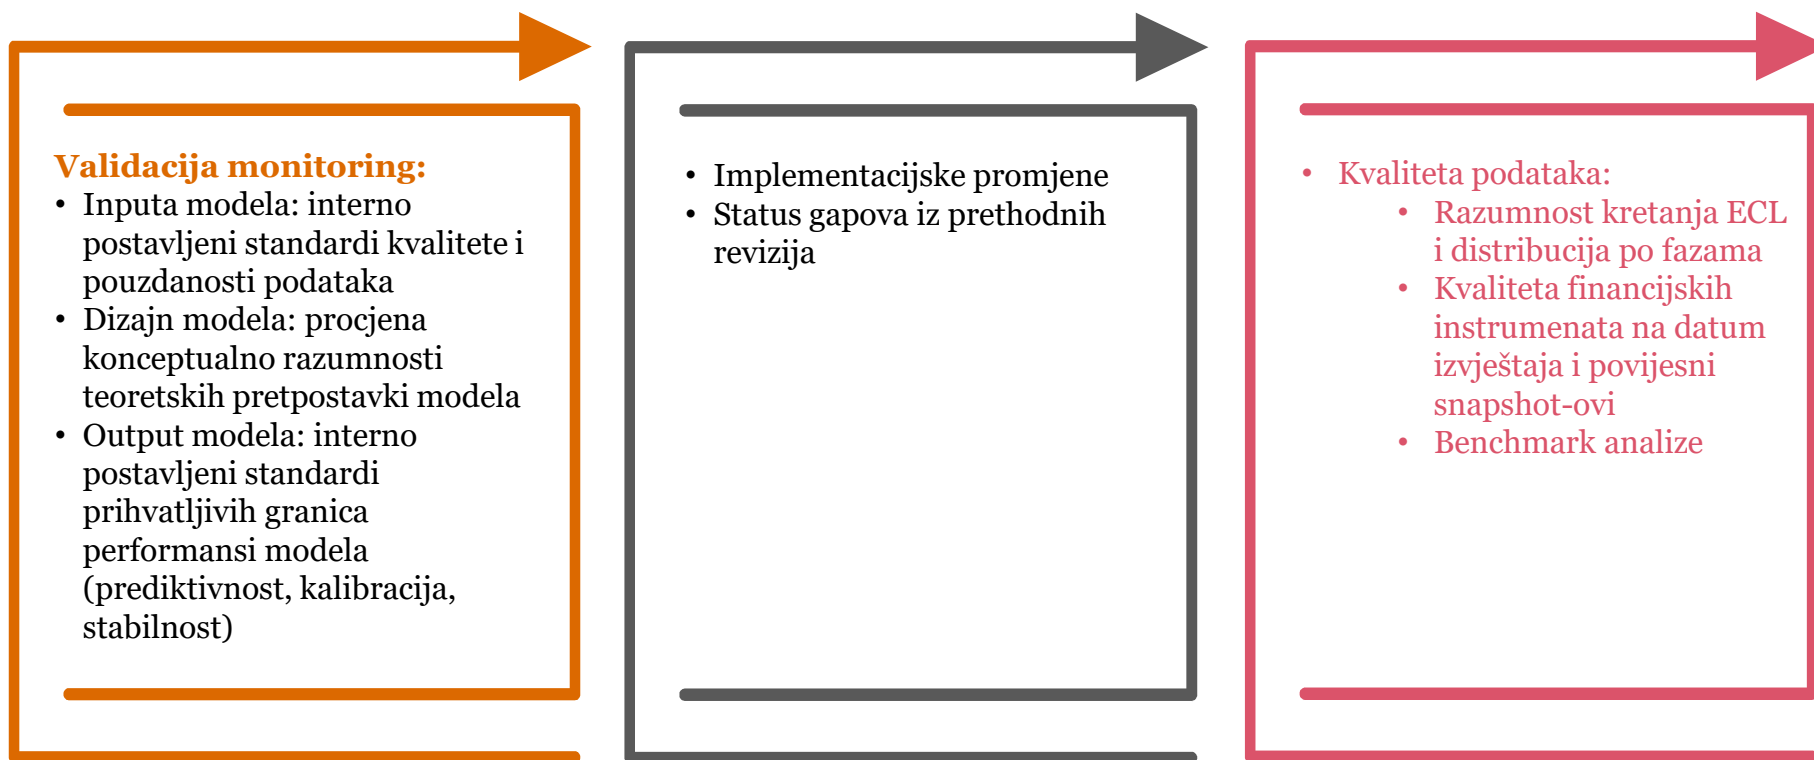 Validacija monitoring:
• Inputa modela: interno
postavljeni standardi kvalitete i
pouzdanosti podataka
• Dizajn modela: procjena
konceptualno razumnosti
teoretskih pretpostavki modela
• Output modela: interno
postavljeni standardi
prihvatljivih granica
performansi modela
(prediktivnost, kalibracija,
stabilnost)
• Implementacijske promjene
• Status gapova iz prethodnih
revizija
• Kvaliteta podataka:
• Razumnost kretanja ECL
i distribucija po fazama
• Kvaliteta financijskih
instrumenata na datum
izvještaja i povijesni
snapshot-ovi
• Benchmark analize